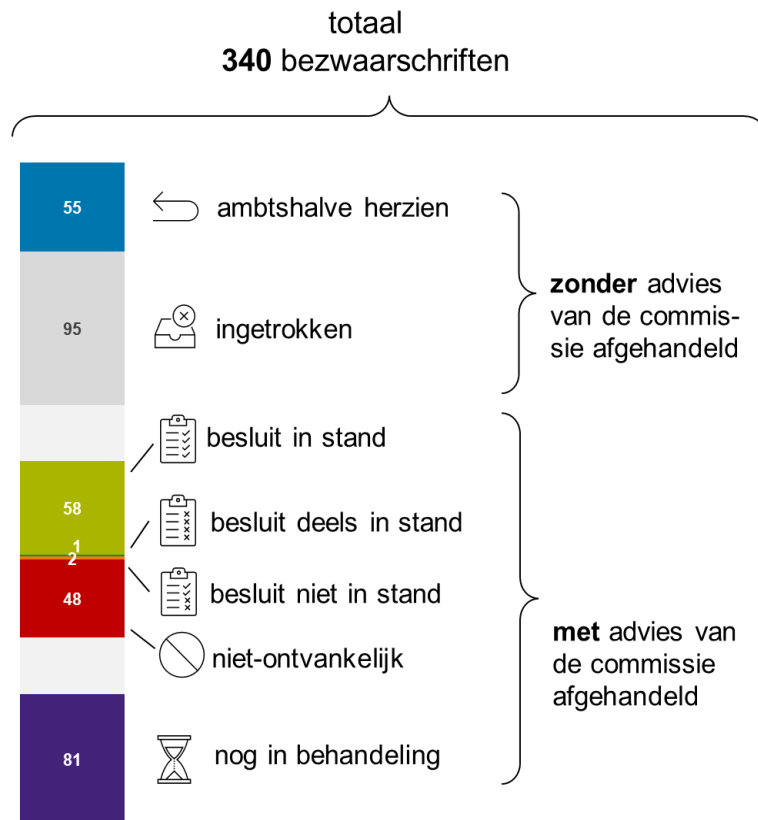 totaal
340 bezwaarschriften
55
ambtshalve herzien
zonder advies
van de commis-
sie afgehandeld
95
ingetrokken
besluit in stand
58
besluit deels in stand
1
2
besluit niet in stand
48
niet-ontvankelijk
met advies van
de commissie
afgehandeld
81
nog in behandeling